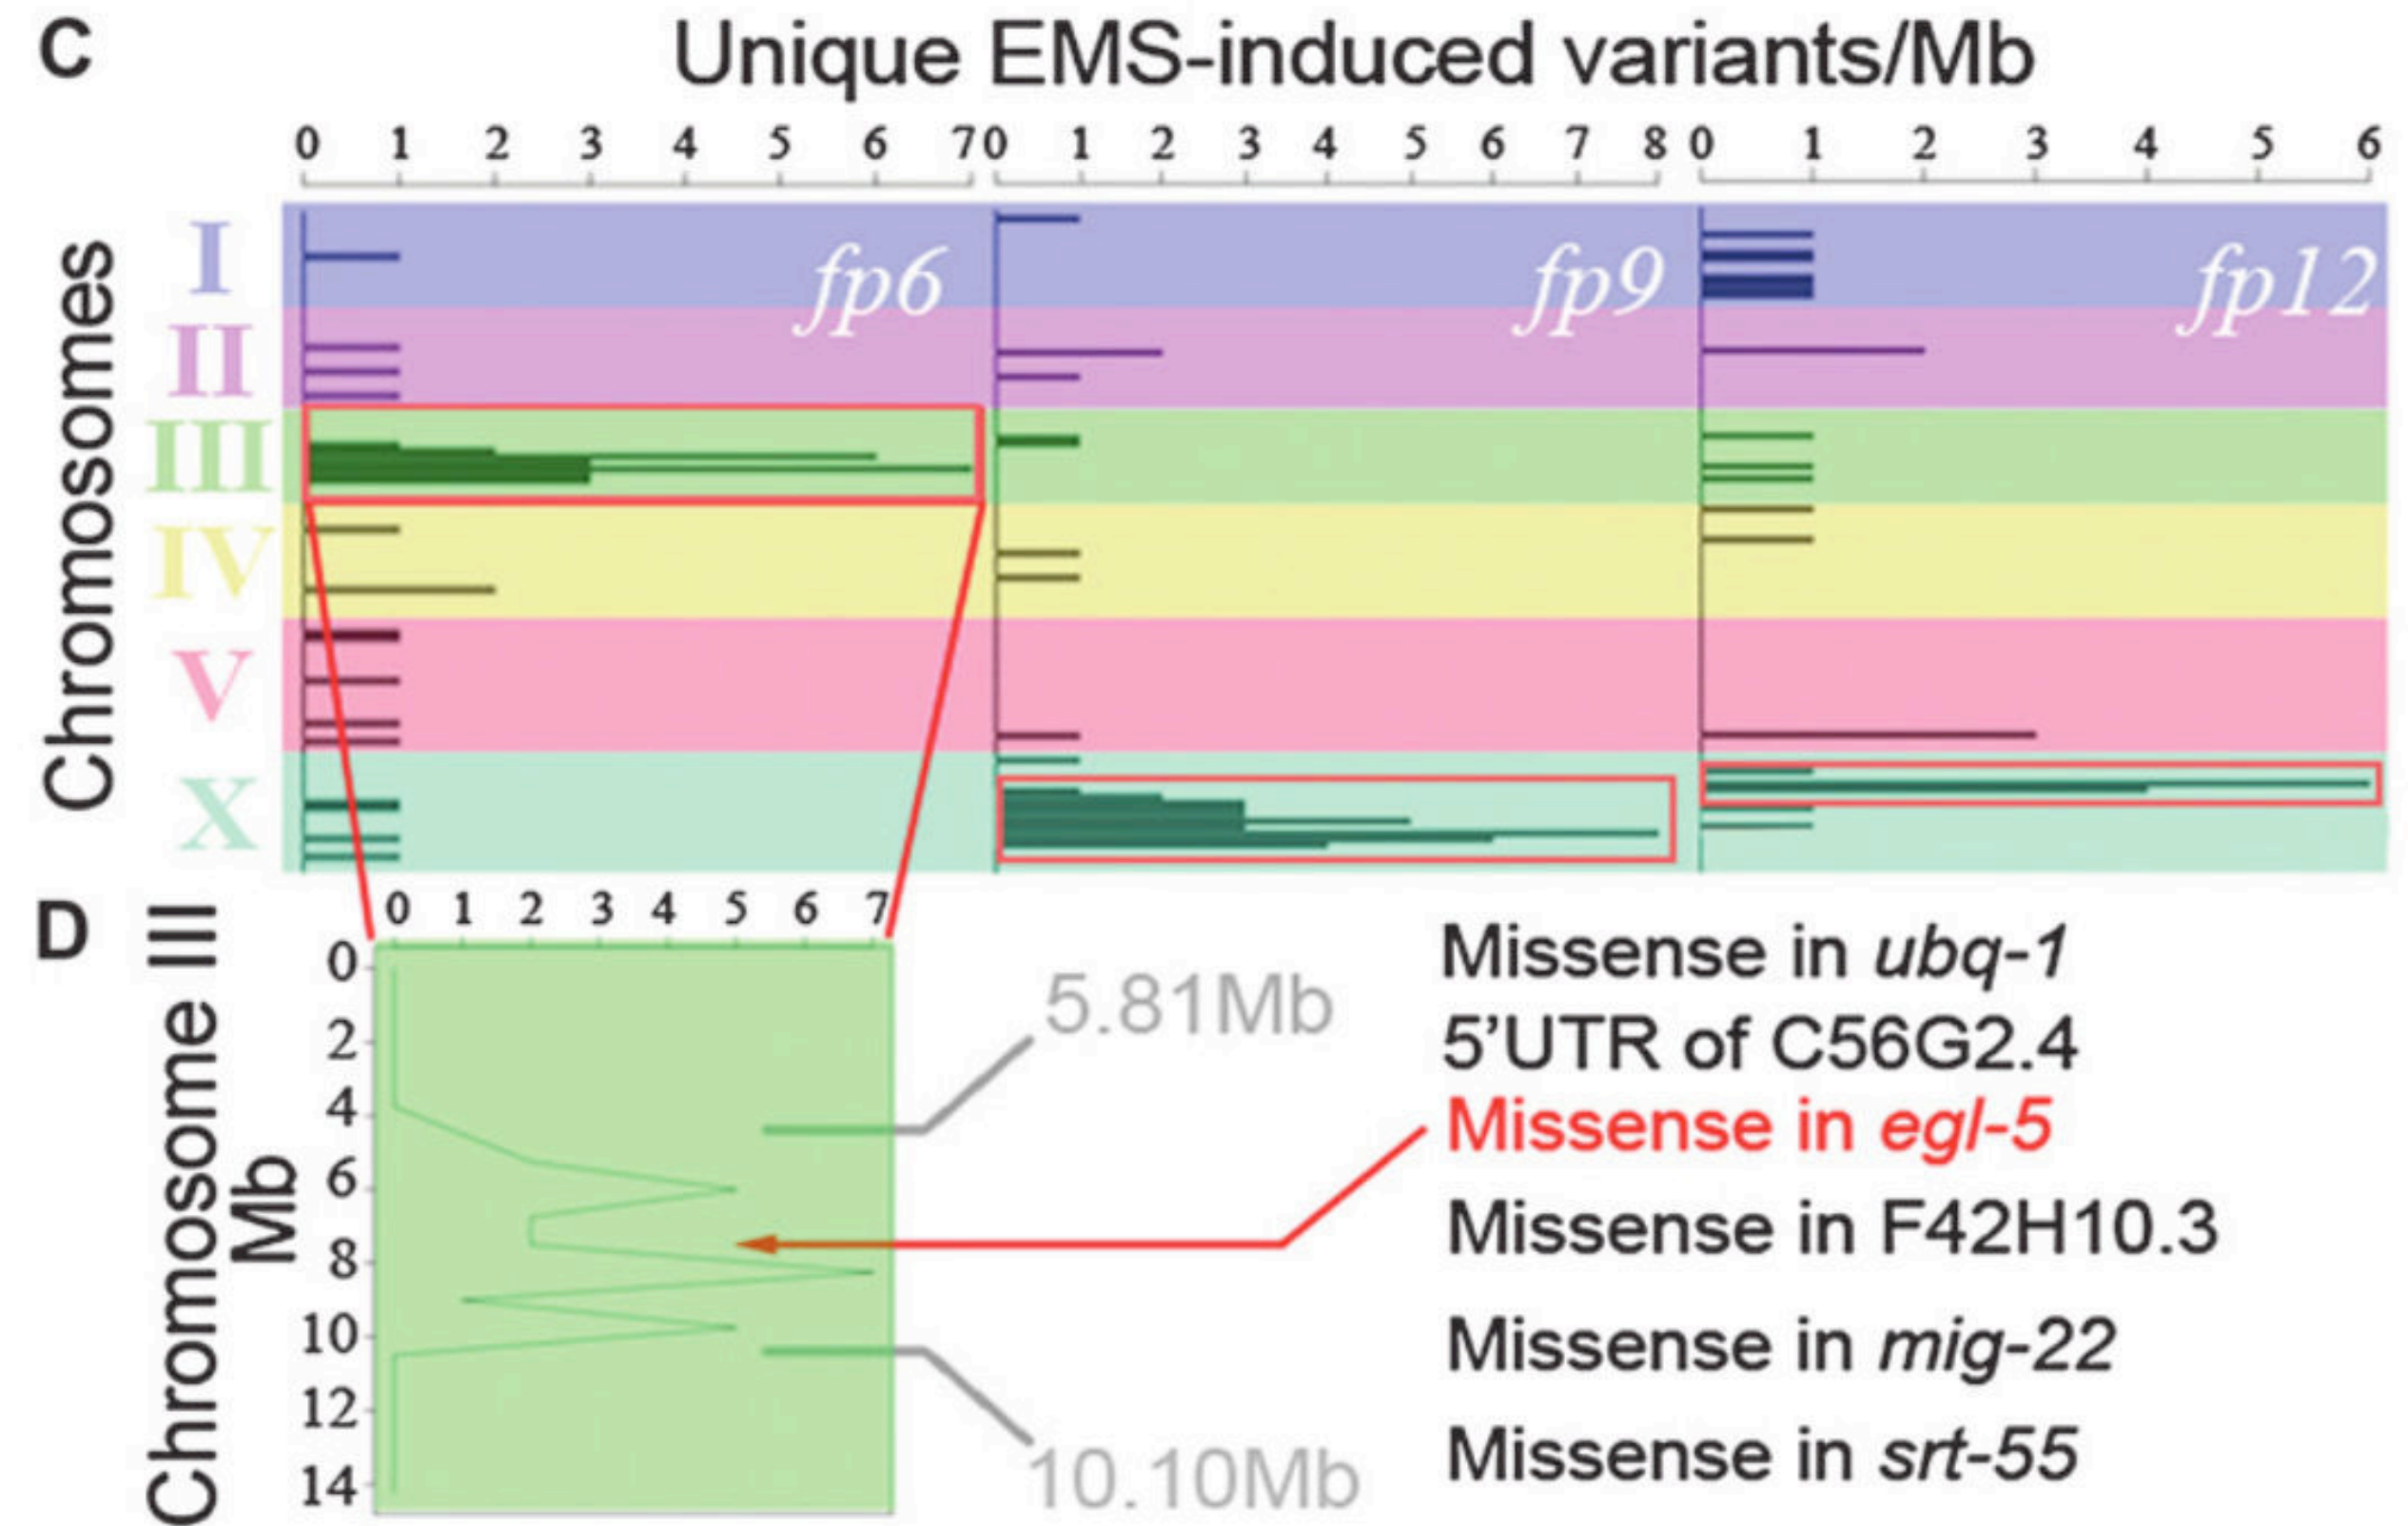 C
Unique EMS-induced variants/Mb
0 1 2 3 4 5 6 7 0 1 2 3 4 5 6 7 8 0 1 2 3 4 5 6
Chromosomes
I
II
III
IV
V
X
fp6
fp9
fp12
D
Chromosome III
Mb
0 1 2 3 4 5 6 7
0
2
4
6
8
10
12
14
5.81Mb
10.10Mb
Missense in ubq-1
5’UTR of C56G2.4
Missense in egl-5
Missense in F42H10.3
Missense in mig-22
Missense in srt-55